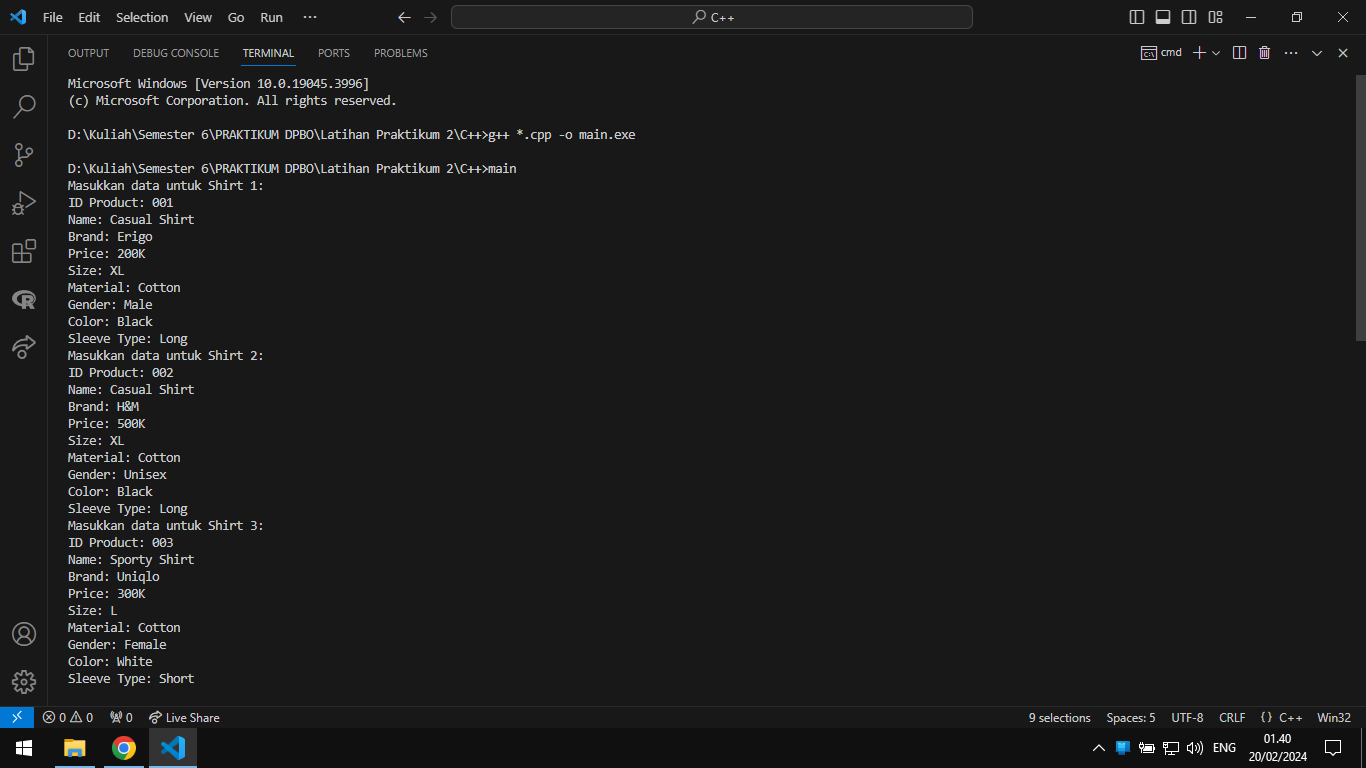 File Edit Selection View Go Run ···
C++
OUTPUT DEBUG CONSOLE TERMINAL PORTS PROBLEMS
cmd
Microsoft Windows [Version 10.0.19045.3996]
(c) Microsoft Corporation. All rights reserved.
D:\Kuliah\Semester 6\PRAKTIKUM DPBO\Latihan Praktikum 2\C++>g++ *.cpp -o main.exe
D:\Kuliah\Semester 6\PRAKTIKUM DPBO\Latihan Praktikum 2\C++>main
Masukkan data untuk Shirt 1:
ID Product: 001
Name: Casual Shirt
Brand: Erigo
Price: 200K
Size: XL
Material: Cotton
Gender: Male
Color: Black
Sleeve Type: Long
Masukkan data untuk Shirt 2:
ID Product: 002
Name: Casual Shirt
Brand: H&M
Price: 500K
Size: XL
Material: Cotton
Gender: Unisex
Color: Black
Sleeve Type: Long
Masukkan data untuk Shirt 3:
ID Product: 003
Name: Sporty Shirt
Brand: Uniqlo
Price: 300K
Size: L
Material: Cotton
Gender: Female
Color: White
Sleeve Type: Short
0 0 0 Live Share 9 selections Spaces: 5 UTF-8 CRLF {} C++ Win32
ENG
01.40
20/02/2024